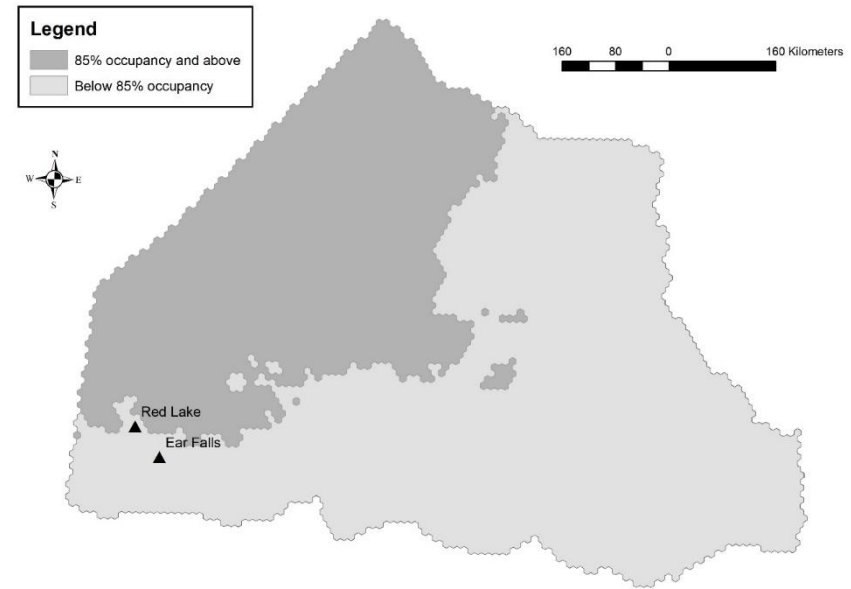 Legend
85% occupancy and above
Below 85% occupancy
160 80 0 160 Kilometers
N
W E
S
Red Lake
Ear Falls